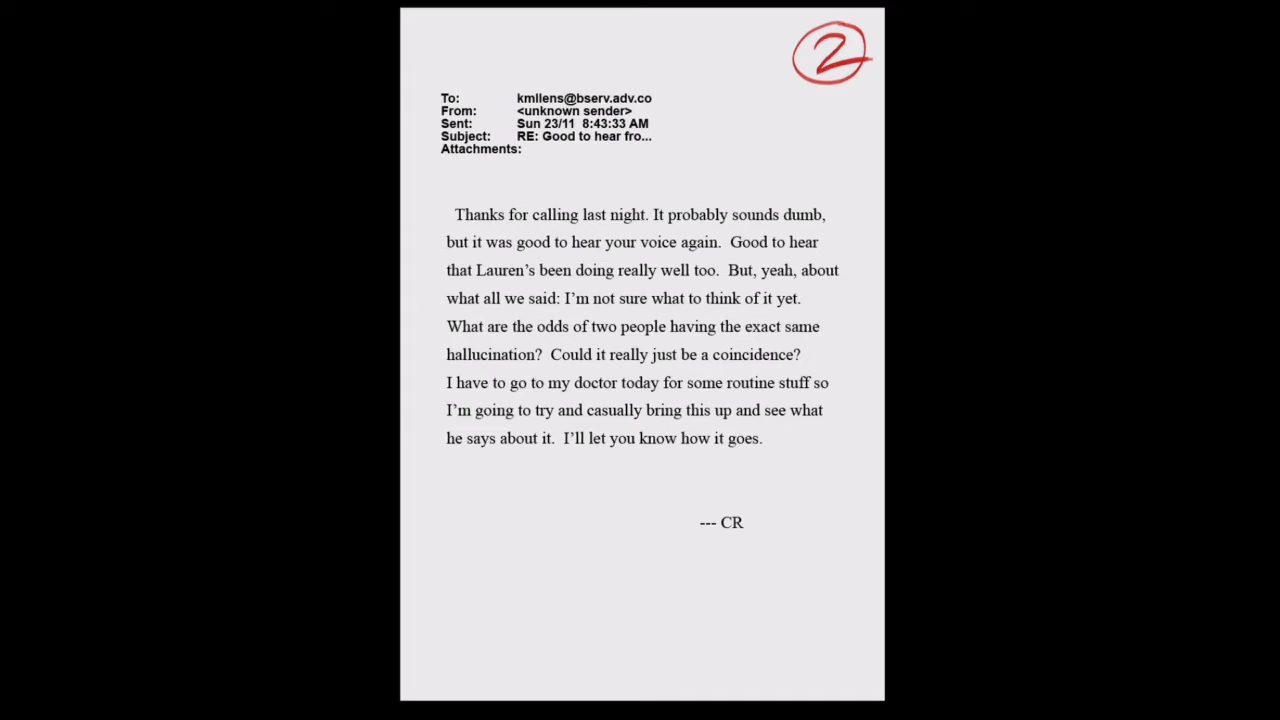 2
To: kmllens@bserv.adv.co
From: <unknown sender>
Sent: Sun 23/11 8:43:33 AM
Subject: RE: Good to hear fro...
Attachments:
Thanks for calling last night. It probably sounds dumb,
but it was good to hear your voice again. Good to hear
that Lauren’s been doing really well too. But, yeah, about
what all we said: I’m not sure what to think of it yet.
What are the odds of two people having the exact same
hallucination? Could it really just be a coincidence?
I have to go to my doctor today for some routine stuff so
I’m going to try and casually bring this up and see what
he says about it. I’ll let you know how it goes.
--- CR